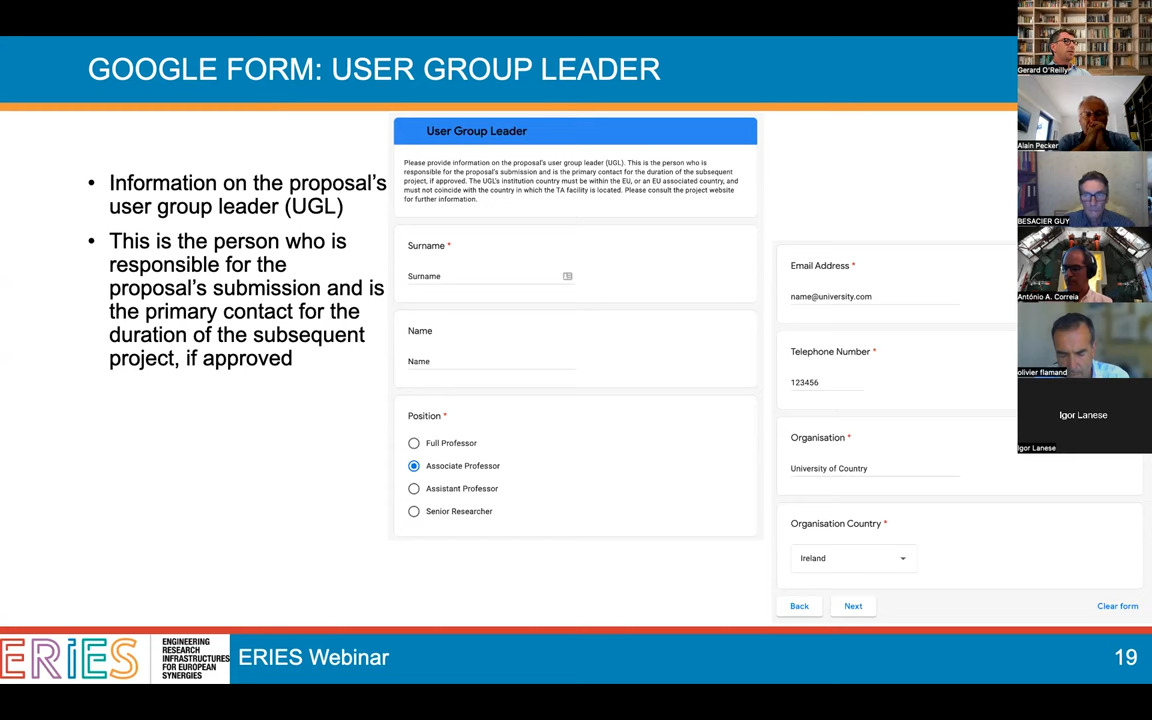 GOOGLE FORM: USER GROUP LEADER
• Information on the proposal's
user group leader (UGL)
• This is the person who is
responsible for the
proposal's submission and is
the primary contact for the
duration of the subsequent
project, if approved
User Group Leader
Please provide information on the proposal's user group leader (UGL). This is the person who is
responsible for the proposal's submission and is the primary contact for the duration of the subsequent
project, if approved. The UGL's institution country must be within the EU, or an EU associated country, and
must not coincide with the country in which the TA facility is located. Please consult the project website
for further information.
Surname *
Surname
Name
Name
Position *
Full Professor
Associate Professor
Assistant Professor
Senior Researcher
Email Address *
name@university.com
Telephone Number *
123456
Organisation *
University of Country
Organisation Country *
Ireland
Back
Next
Clear form
Gerard O'Reilly
Alain Pecker
BESACIER GUY
António A. Correia
olivier flamand
Igor Lanese
Igor Lanese
ERIES
ENGINEERING
RESEARCH
INFRASTRUCTURES
FOR EUROPEAN
SYNERGIES
ERIES Webinar
19